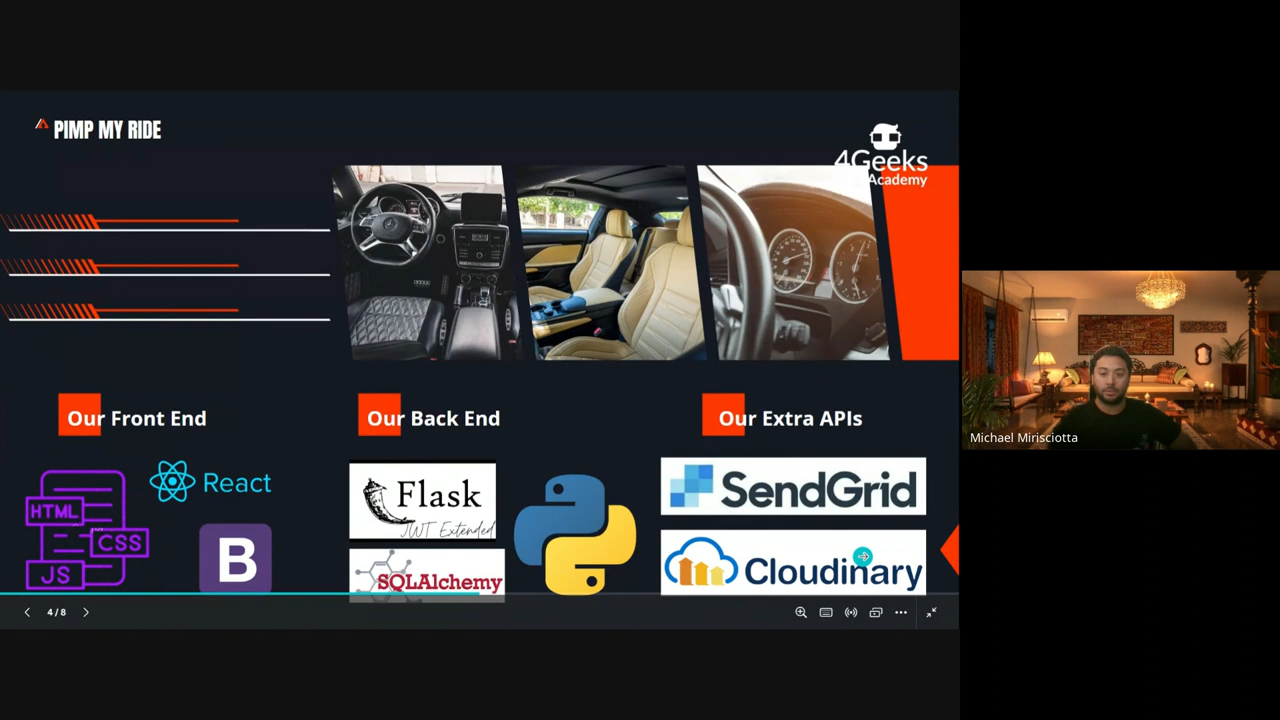 PIMP MY RIDE
4Geeks
Academy
Our Front End
Our Back End
Our Extra APIs
HTML
CSS
JS
React
B
Flask
JWT Extended
SQLAlchemy
SendGrid
Cloudinary
4/8
Michael Mirisciotta